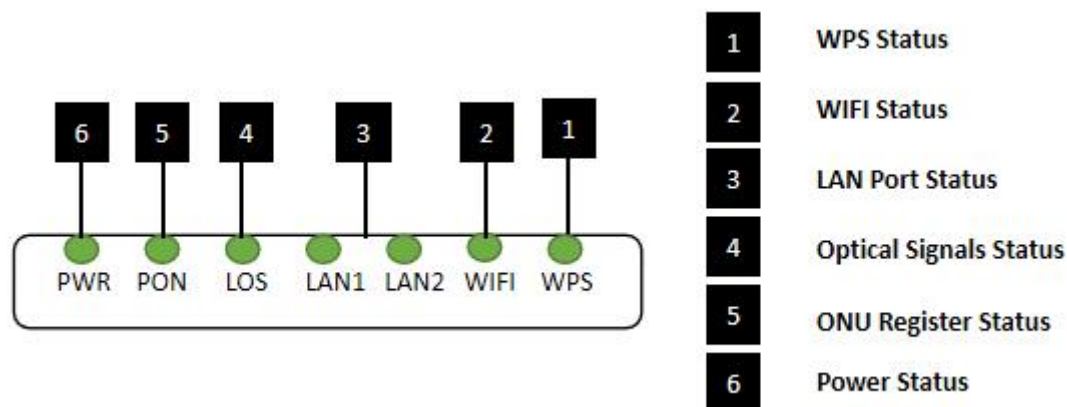 6 5 4 3 2 1
PWR PON LOS LAN1 LAN2 WIFI WPS
1 WPS Status
2 WIFI Status
3 LAN Port Status
4 Optical Signals Status
5 ONU Register Status
6 Power Status